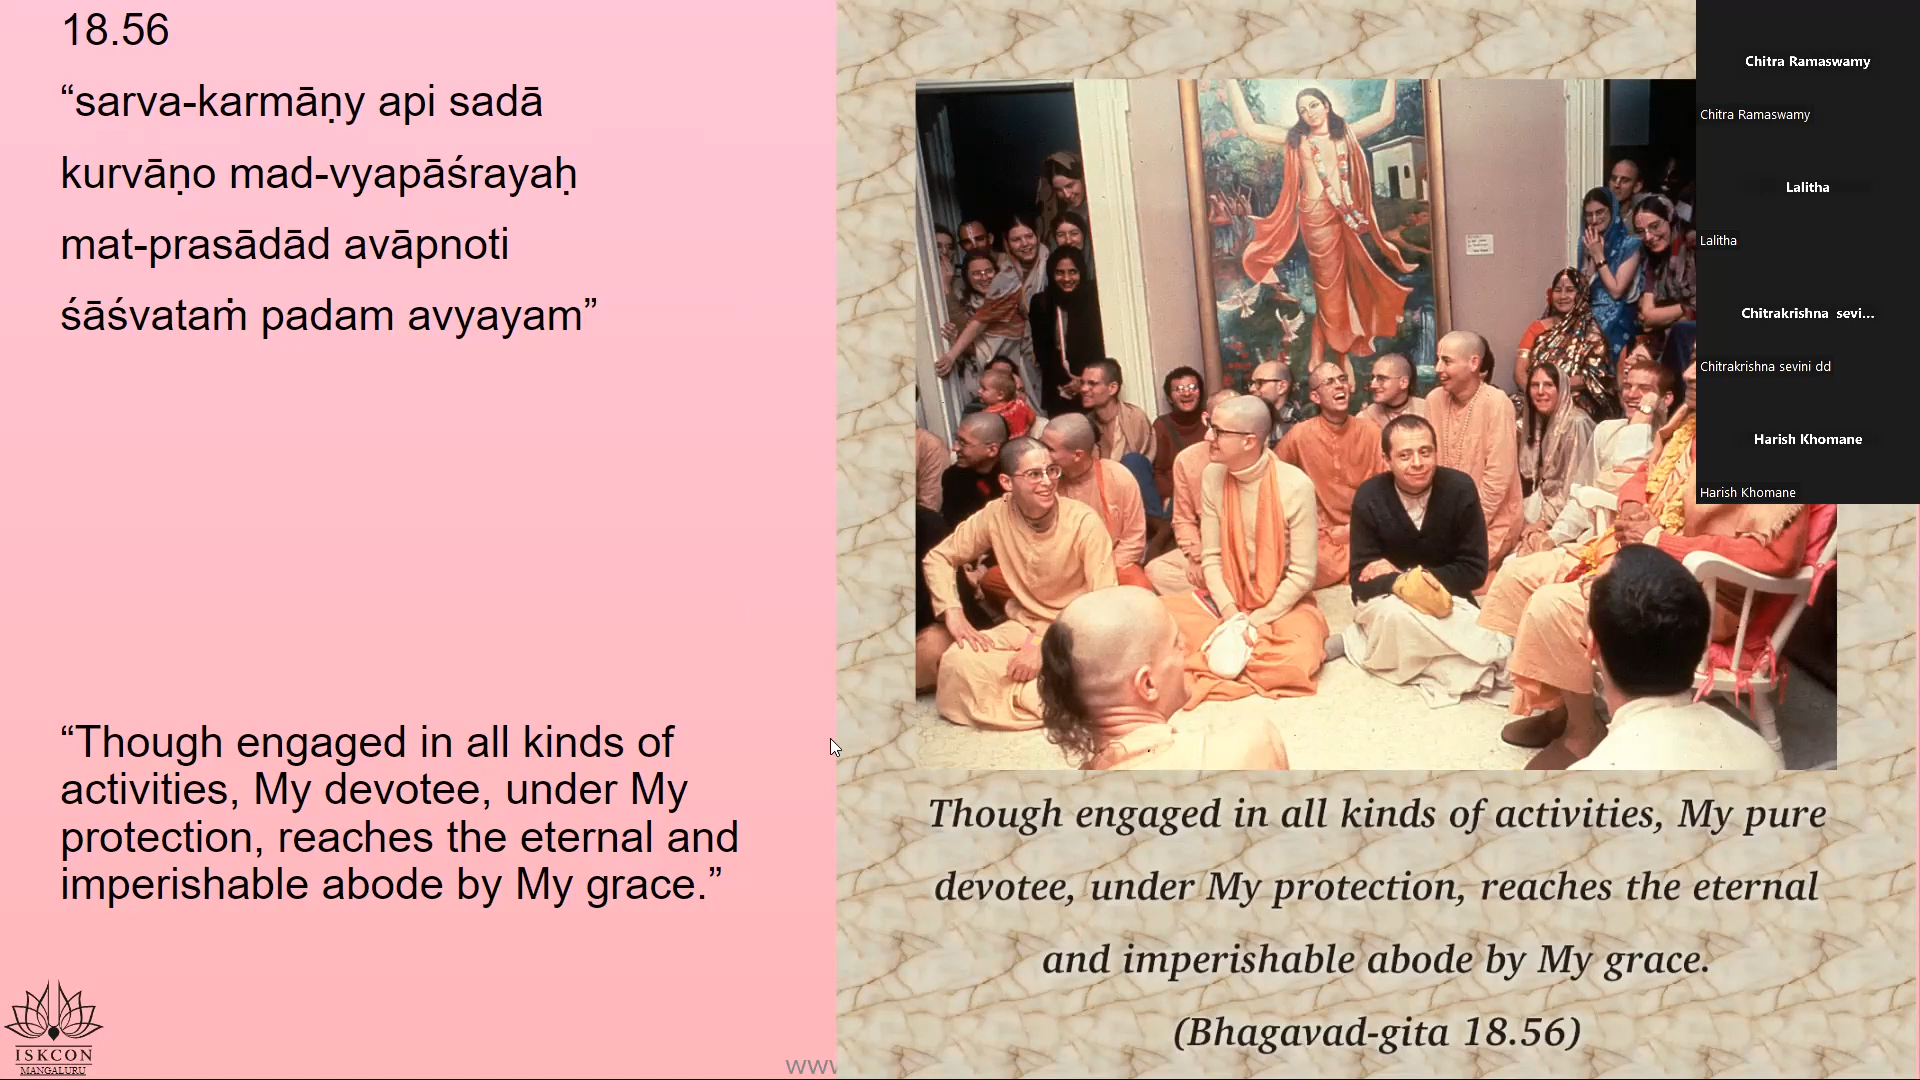 18.56
“sarva-karmāṇy api sadā
kurvāṇo mad-vyapāśrayaḥ
mat-prasādād avāpnoti
śāśvataṁ padam avyayam”
“Though engaged in all kinds of
activities, My devotee, under My
protection, reaches the eternal and
imperishable abode by My grace.”
ISKCON
MANGALURU
www
Though engaged in all kinds of activities, My pure
devotee, under My protection, reaches the eternal
and imperishable abode by My grace.
(Bhagavad-gita 18.56)
Chitra Ramaswamy
Chitra Ramaswamy
Lalitha
Lalitha
Chitrakrishna sevi...
Chitrakrishna sevini dd
Harish Khomane
Harish Khomane